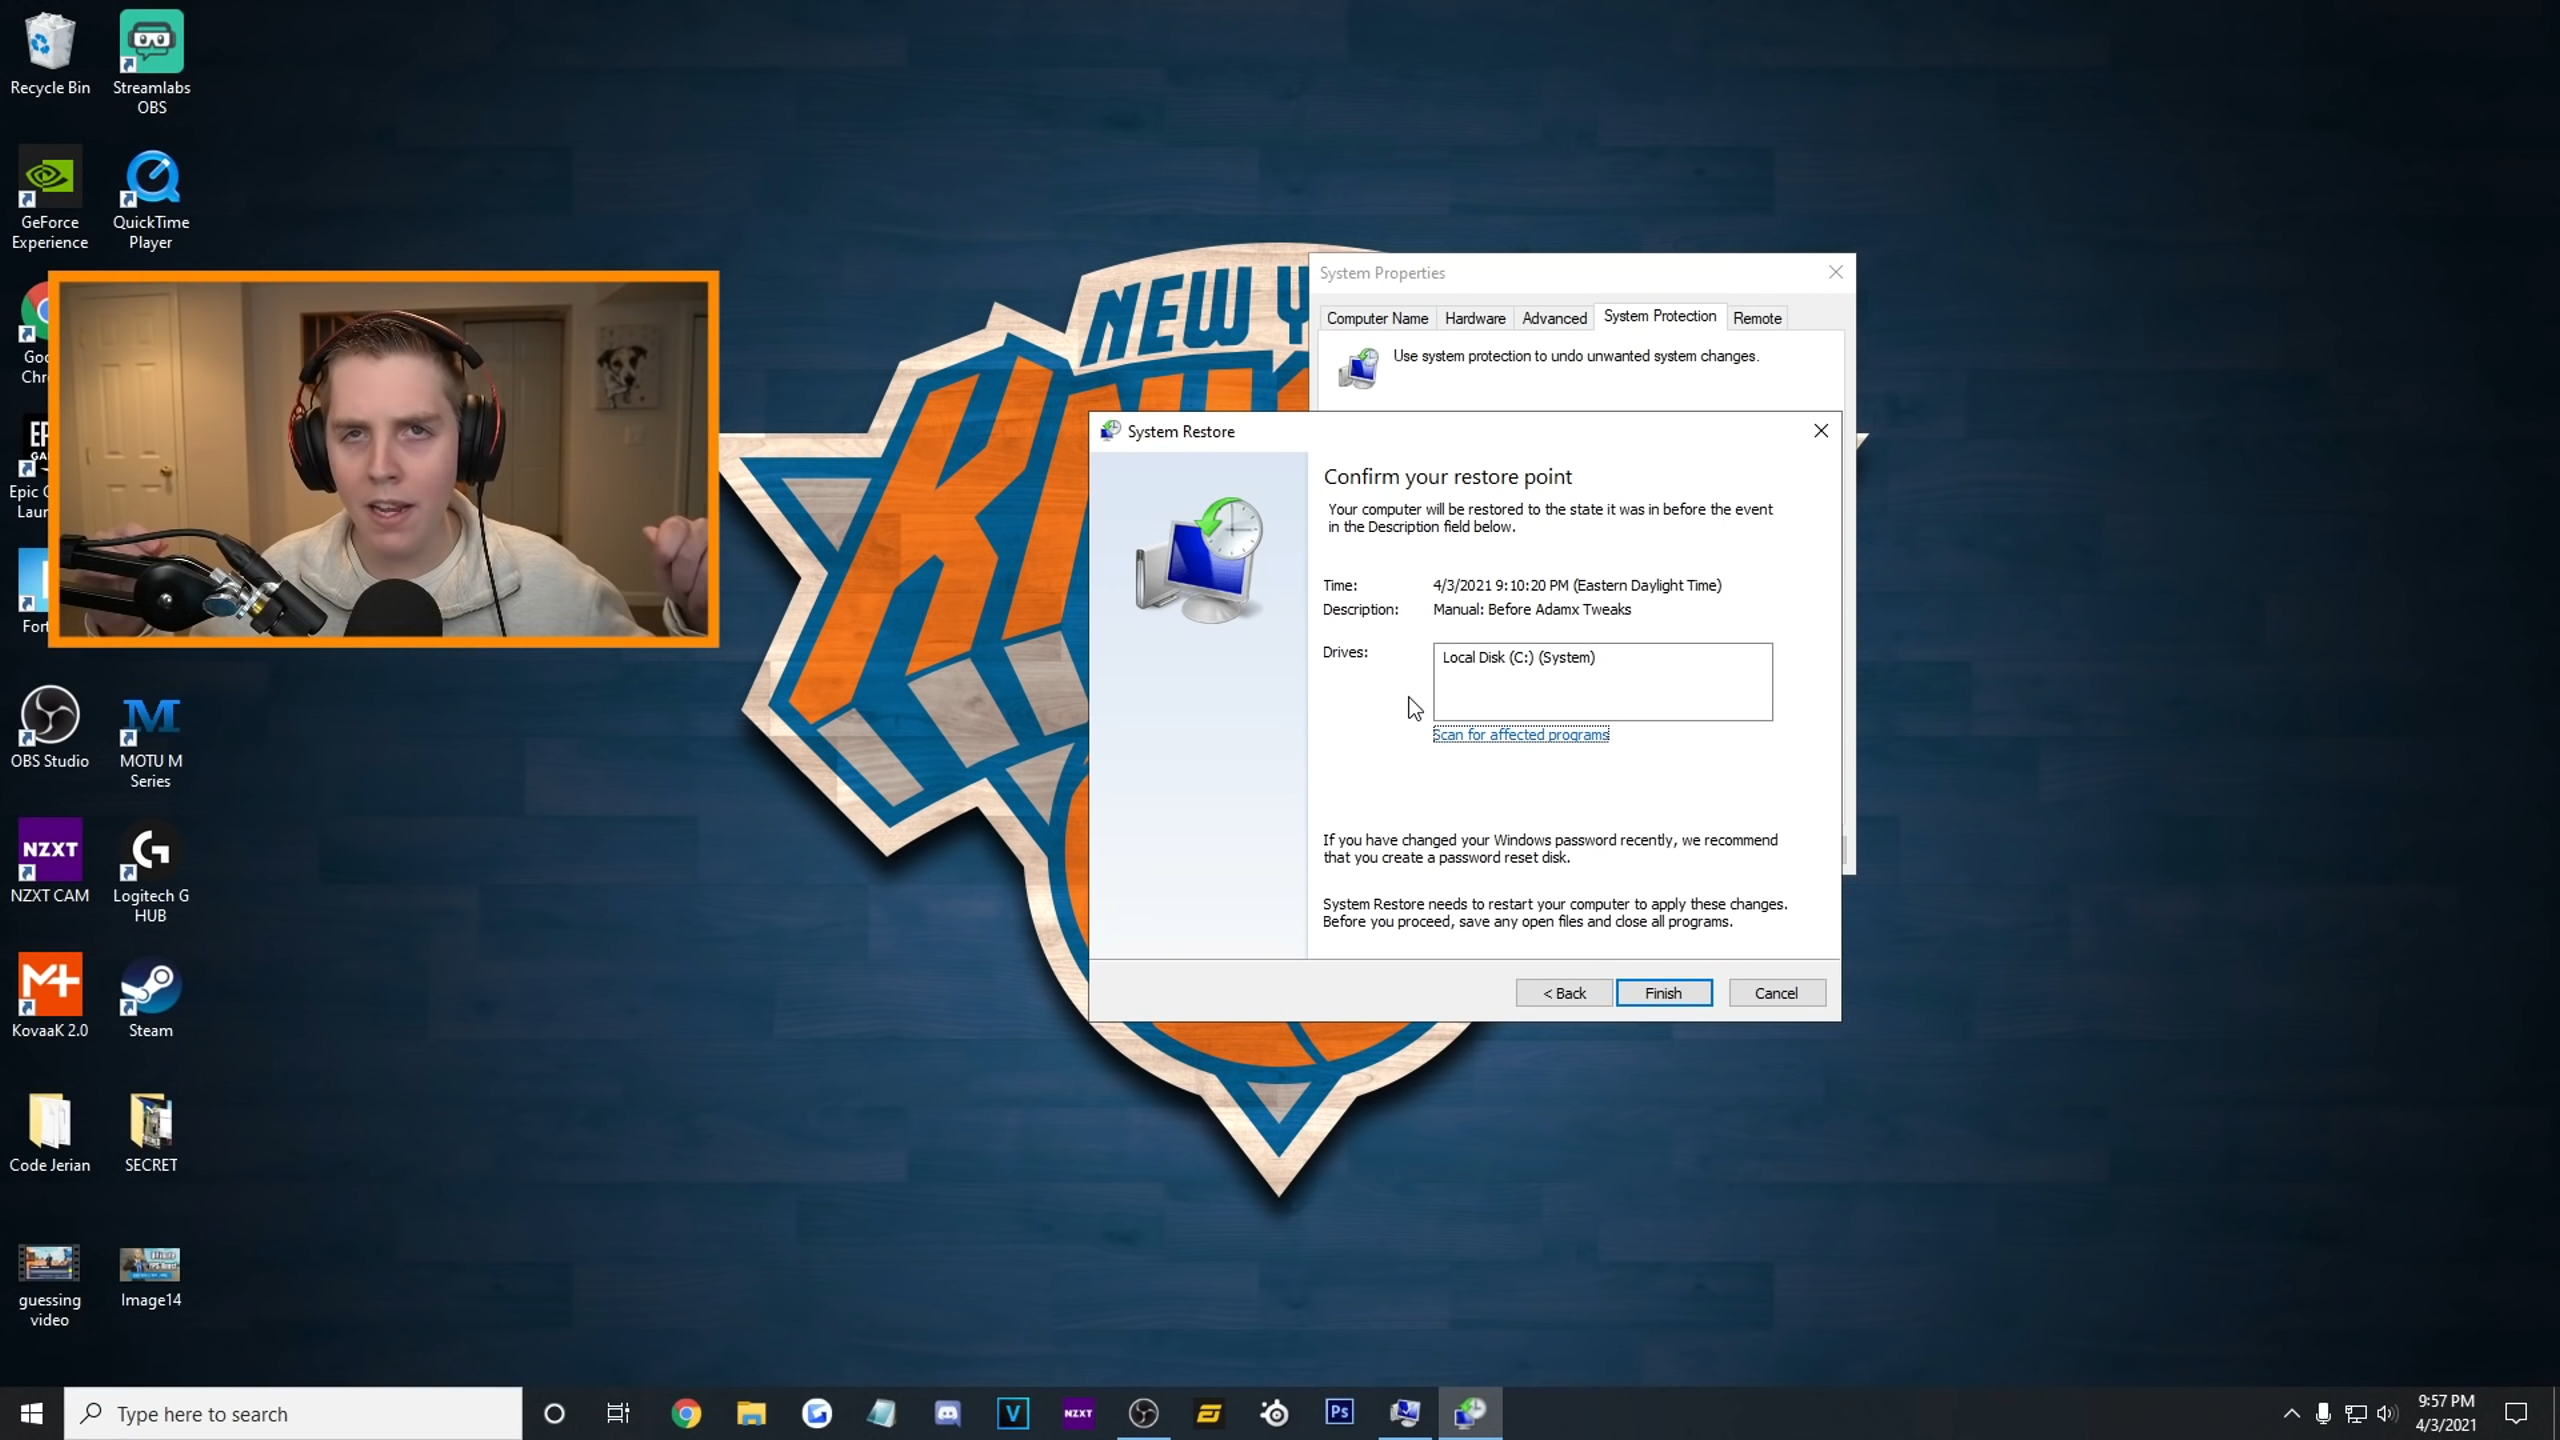 Recycle Bin
Streamlabs
OBS
GeForce
Experience
QuickTime
Player
Epic
OBS Studio
MOTU M
Series
NZXT
NZXT CAM
Logitech G
HUB
KovaaK 2.0
Steam
Code Jerian
SECRET
guessing
video
Image14
NEW Y
System Properties
Computer Name
Hardware
Advanced
System Protection
Remote
Use system protection to undo unwanted system changes.
System Restore
Confirm your restore point
Your computer will be restored to the state it was in before the event
in the Description field below.
Time: 4/3/2021 9:10:20 PM (Eastern Daylight Time)
Description: Manual: Before Adamx Tweaks
Drives: Local Disk (C:) (System)
Scan for affected programs
If you have changed your Windows password recently, we recommend
that you create a password reset disk.
System Restore needs to restart your computer to apply these changes.
Before you proceed, save any open files and close all programs.
< Back
Finish
Cancel
Type here to search
V
NZXT
Ps
9:57 PM
4/3/2021